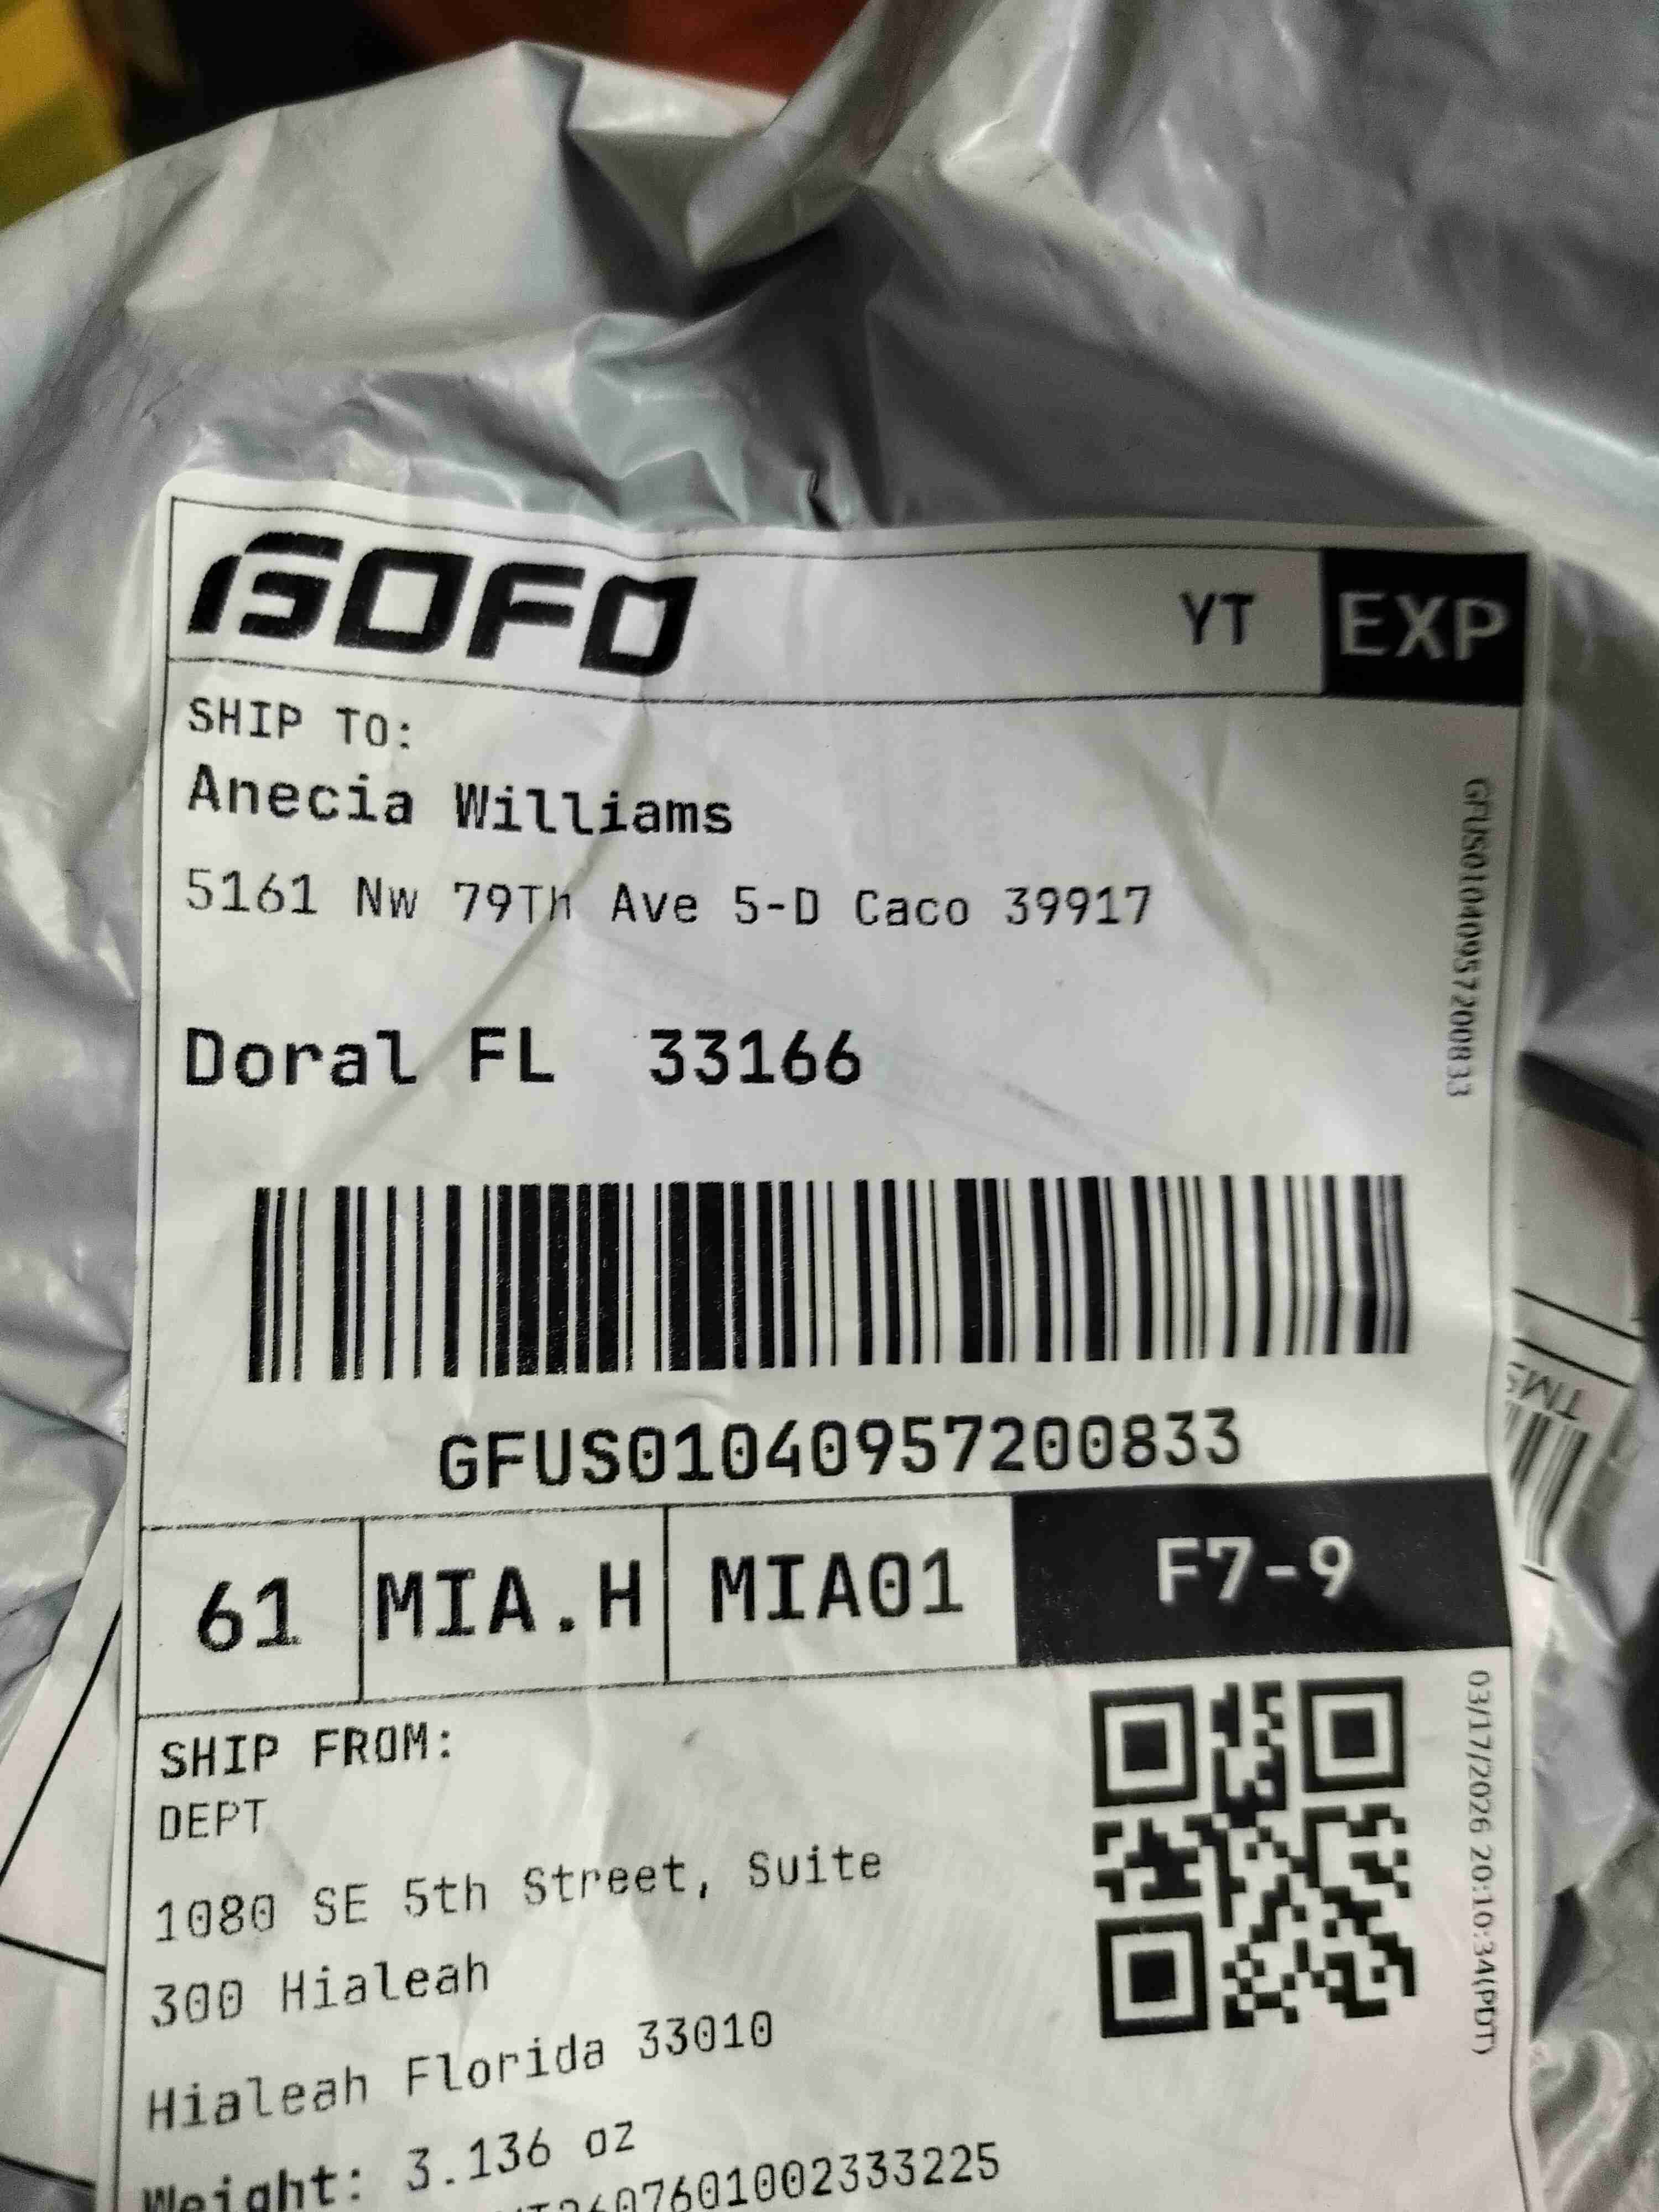 GOFO YT EXP
SHIP TO:
Anecia Williams
5161 Nw 79Th Ave 5-D Caco 39917
Doral FL 33166
GFUS01040957200833
GFUS01040957200833
61 MIA.H MIA01 F7-9
SHIP FROM:
DEPT
1080 SE 5th Street, Suite
300 Hialeah
Hialeah Florida 33010
Weight: 3.136 oz
03/17/2026 20:10:34(PDT)